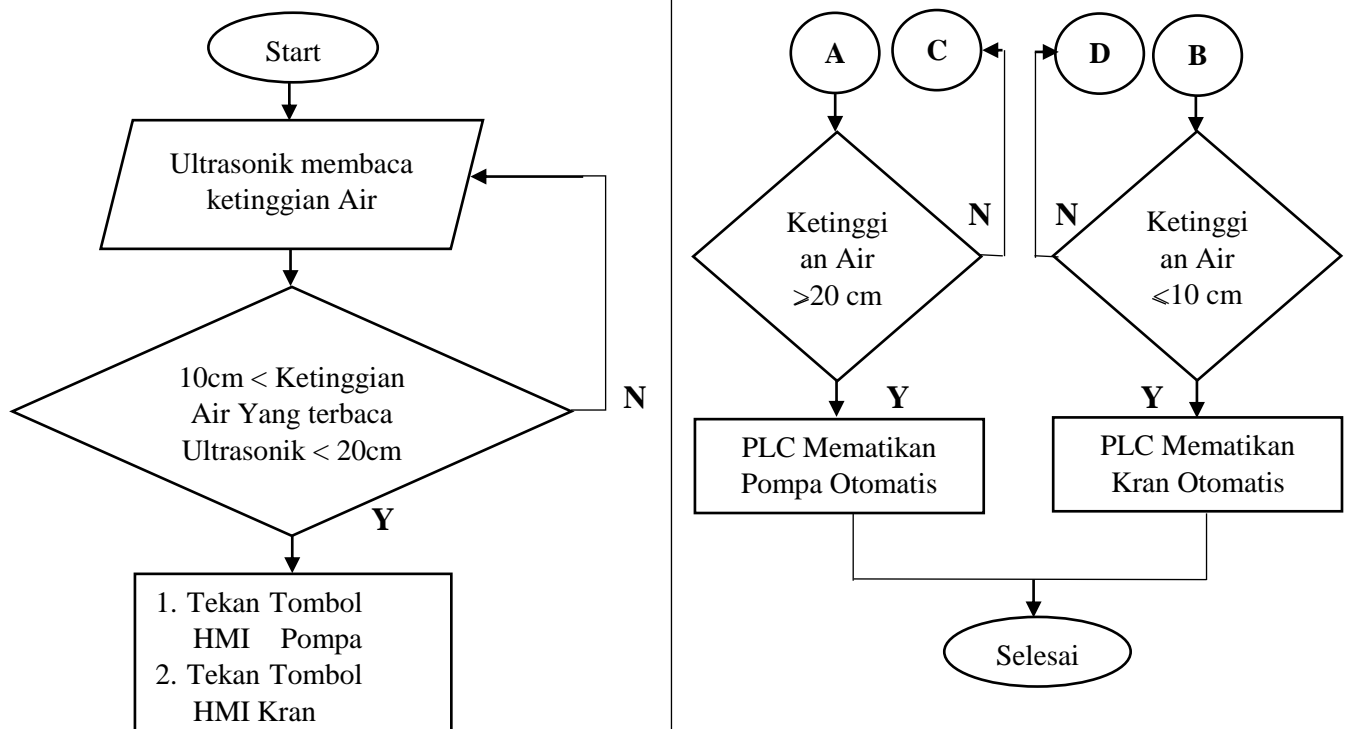 Start
Ultrasonik membaca
ketinggian Air
10cm < Ketinggian
Air Yang terbaca
Ultrasonik < 20cm
N
Y
1. Tekan Tombol
HMI Pompa
2. Tekan Tombol
HMI Kran
A
C
D
B
Ketinggi
an Air
⩾20 cm
N
N
Ketinggi
an Air
⩽10 cm
Y
Y
PLC Mematikan
Pompa Otomatis
PLC Mematikan
Kran Otomatis
Selesai